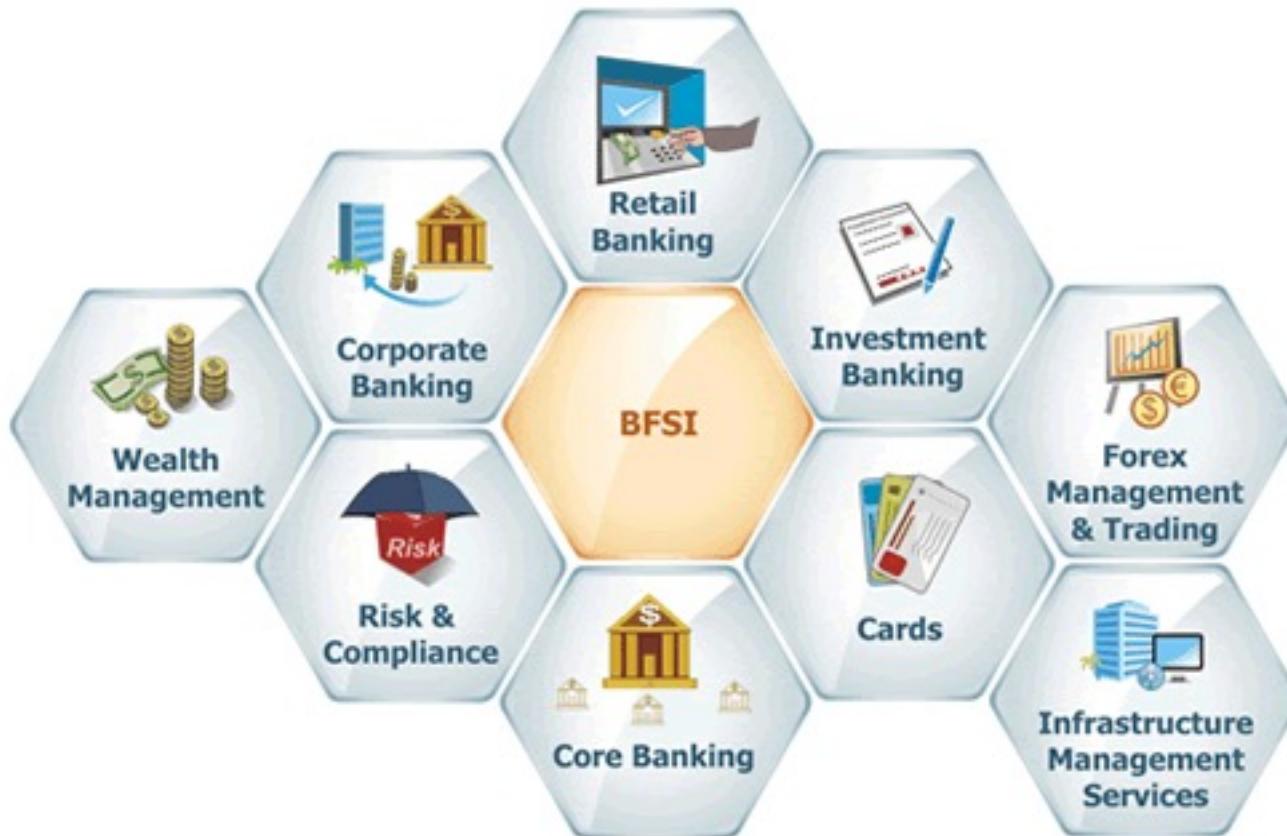 Retail
Banking
Corporate
Banking
Investment
Banking
Wealth
Management
BFSI
Forex
Management
& Trading
Risk
Risk &
Compliance
Cards
Core Banking
Infrastructure
Management
Services